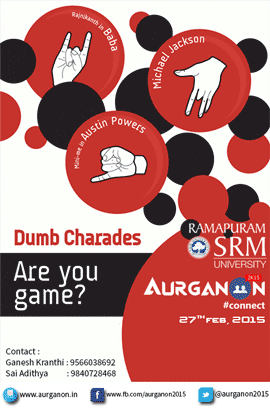 Rajnikanth in Baba
Michael Jackson
Mini-me in Austin Powers
Dumb Charades
Are you
game?
RAMAPURAM
SRM
UNIVERSITY
2K15
AURGANON
#connect
27TH FEB, 2015
Contact :
Ganesh Kranthi : 9566038692
Sai Adithya : 9840728468
www.aurganon.in
www.fb.com/aurganon2015
@aurganon2015